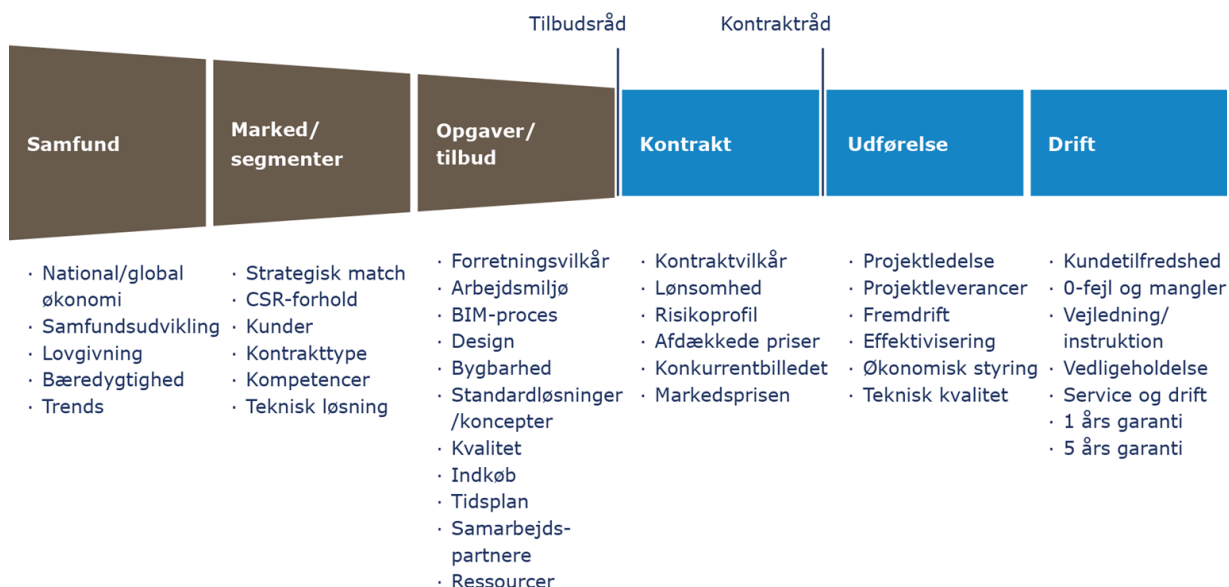 Tilbudsråd
Kontraktråd
Samfund
Marked/
segmenter
Opgaver/
tilbud
Kontrakt
Udførelse
Drift
· National/global
økonomi
· Samfundsudvikling
· Lovgivning
· Bæredygtighed
· Trends
· Strategisk match
· CSR-forhold
· Kunder
· Kontrakttype
· Kompetencer
· Teknisk løsning
· Forretningsvilkår
· Arbejdsmiljø
· BIM-proces
· Design
· Bygbarhed
· Standardløsninger
/koncepter
· Kvalitet
· Indkøb
· Tidsplan
· Samarbejds-
partnere
· Ressourcer
· Kontraktvilkår
· Lønsomhed
· Risikoprofil
· Afdækkede priser
· Konkurrentbilledet
· Markedsprisen
· Projektledelse
· Projektleverancer
· Fremdrift
· Effektivisering
· Økonomisk styring
· Teknisk kvalitet
· Kundetilfredshed
· 0-fejl og mangler
· Vejledning/
instruktion
· Vedligeholdelse
· Service og drift
· 1 års garanti
· 5 års garanti